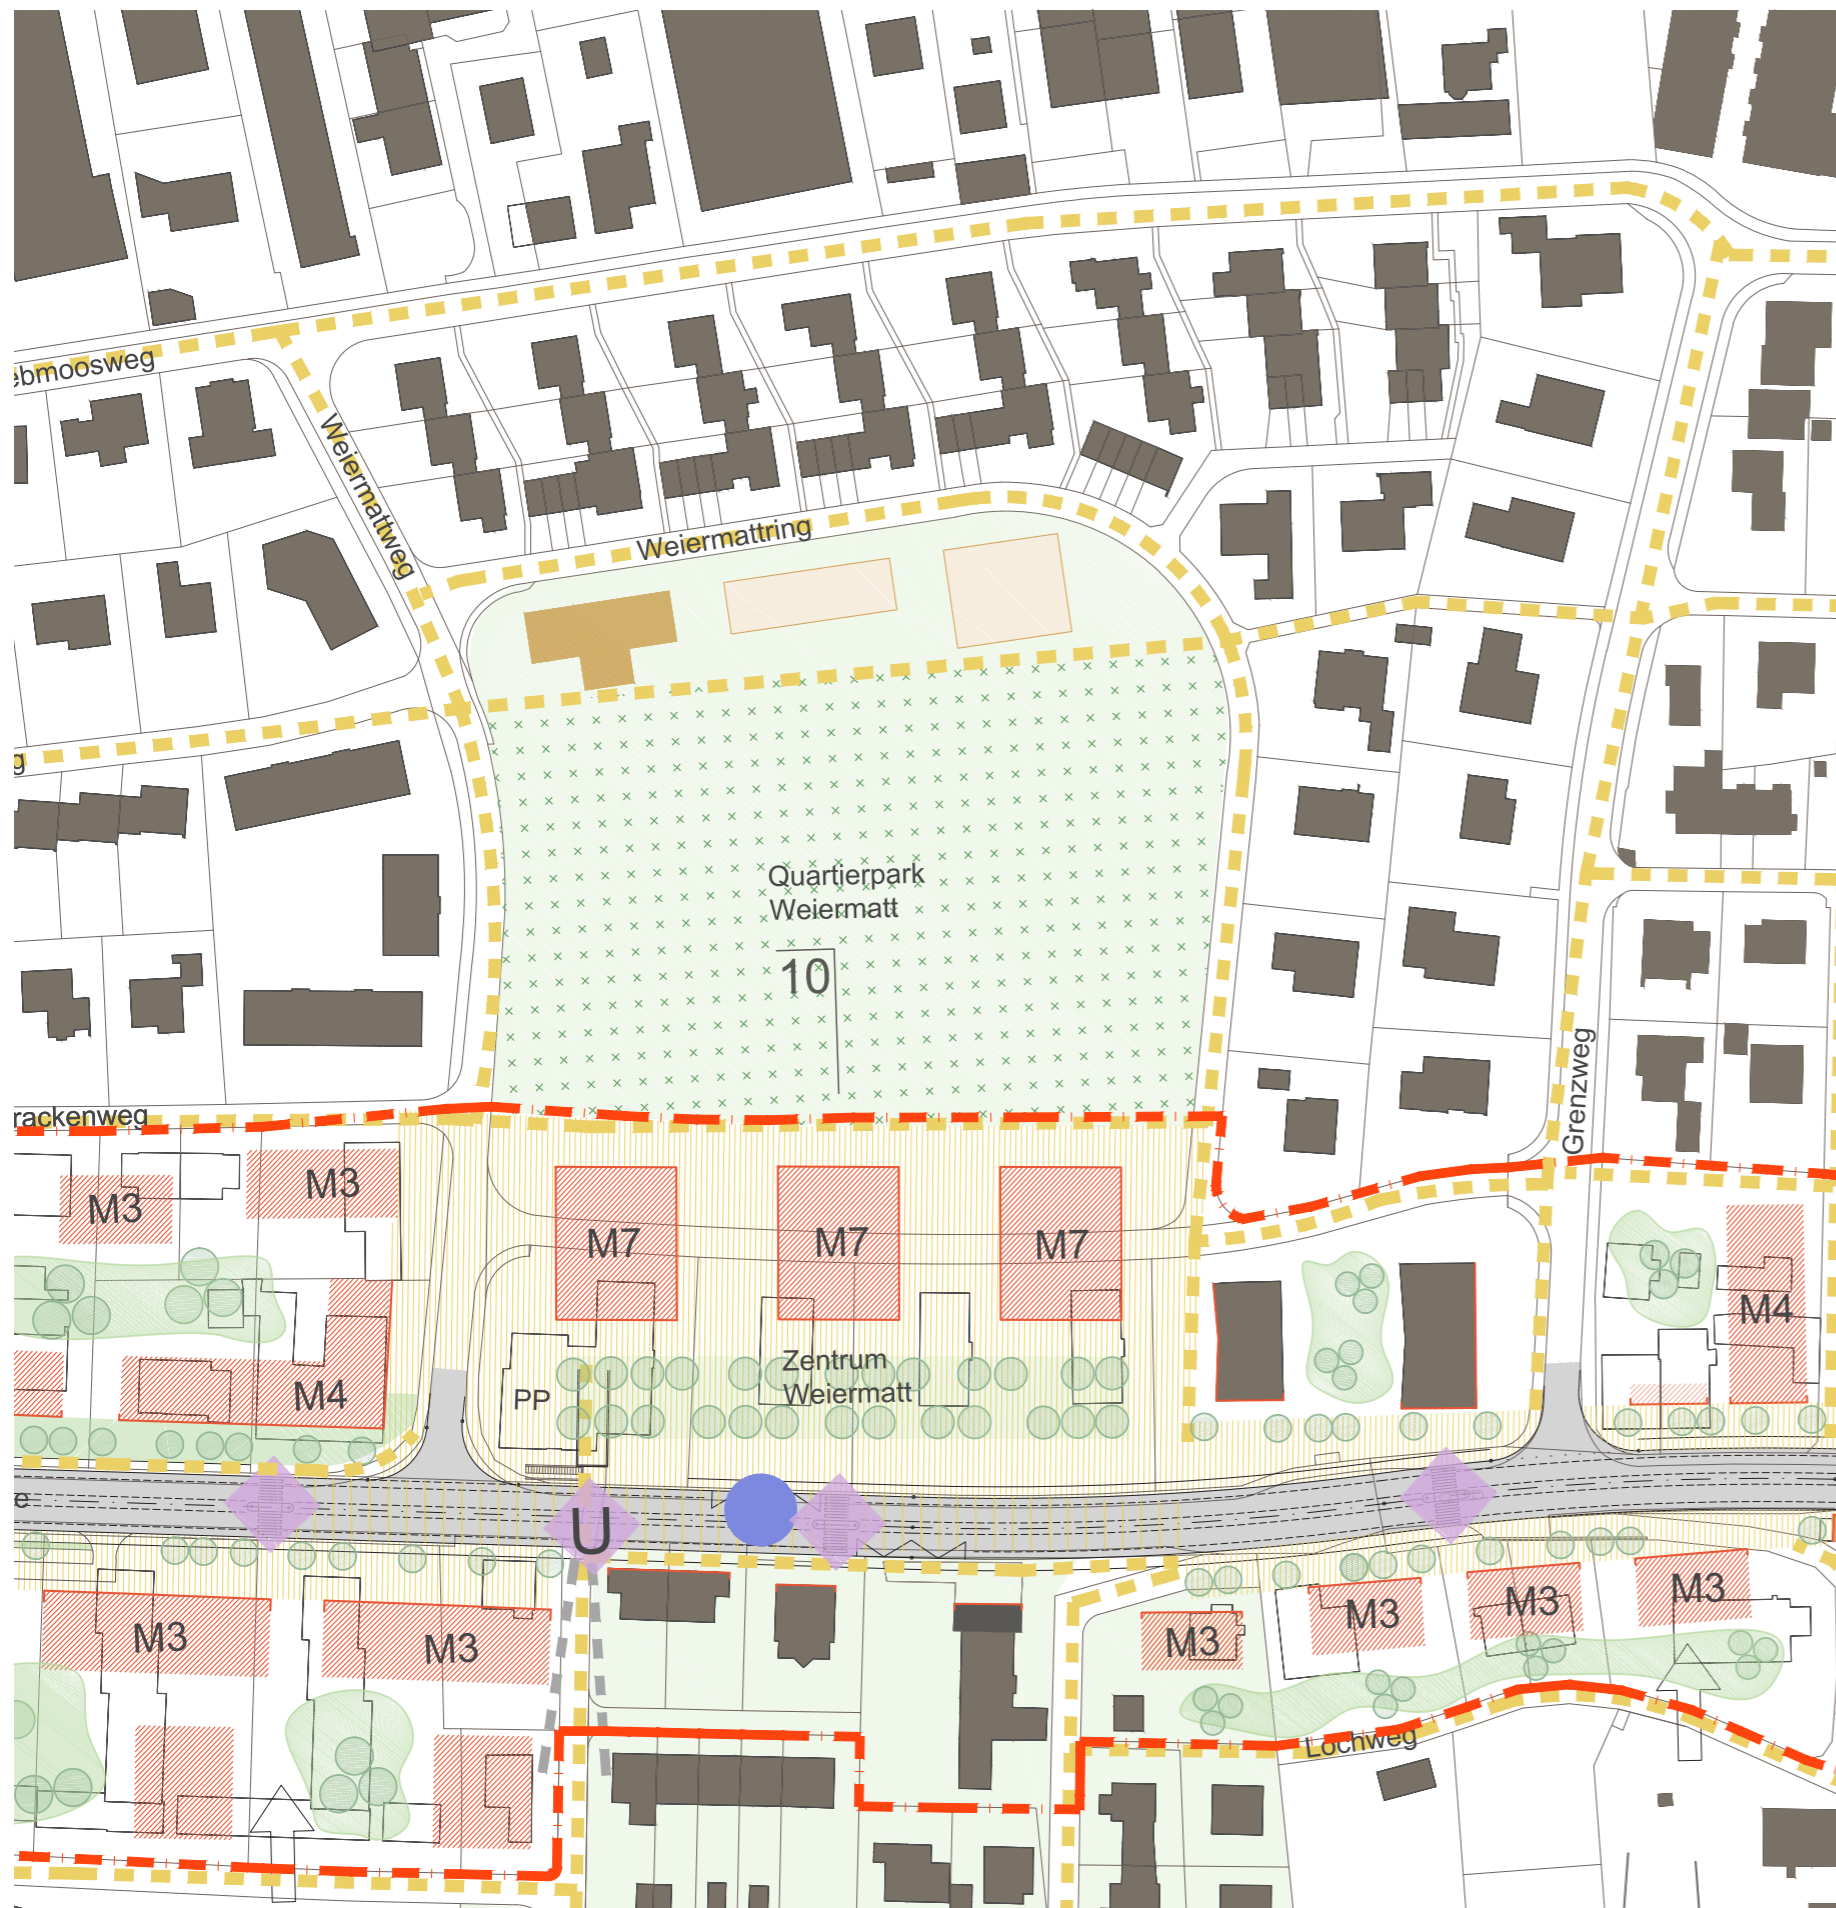 ebmoosweg
Weiermattweg
Weiermattring
g
Quartierpark
Weiermatt
10
rackenweg
Grenzweg
M3
M3
M7
M7
M7
M4
M4
Zentrum
Weiermatt
PP
e
U
M3
M3
M3
M3
M3
M3
Lochweg